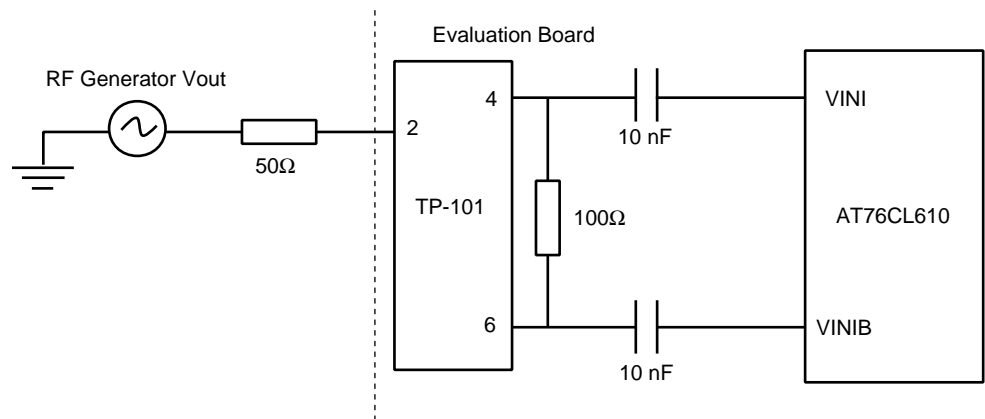 Evaluation Board
RF Generator Vout
50Ω
2
4
TP-101
6
10 nF
100Ω
10 nF
VINI
AT76CL610
VINIB